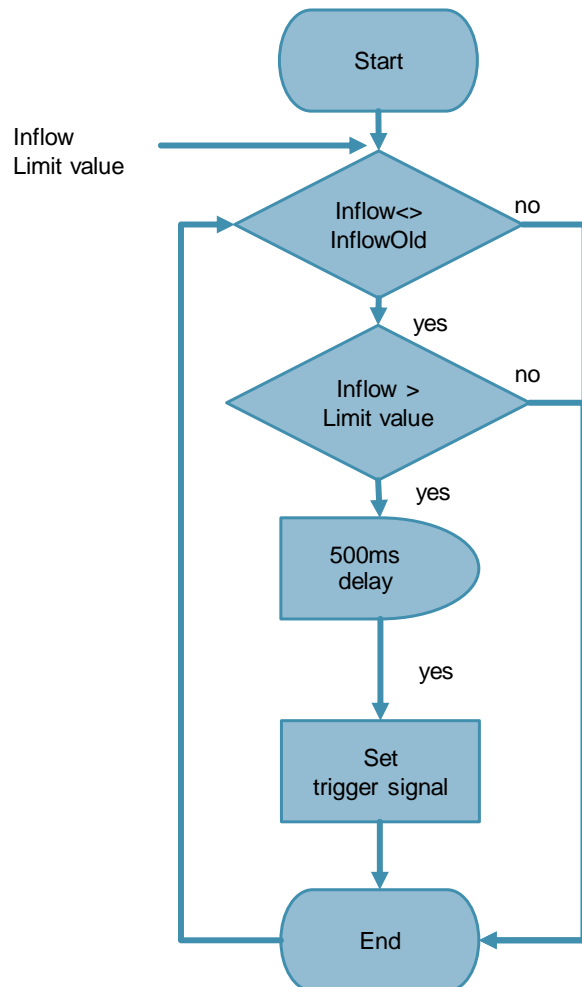 Start
Inflow
Limit value
Inflow<>
InflowOld
no
yes
Inflow >
Limit value
no
yes
500ms
delay
yes
Set
trigger signal
End